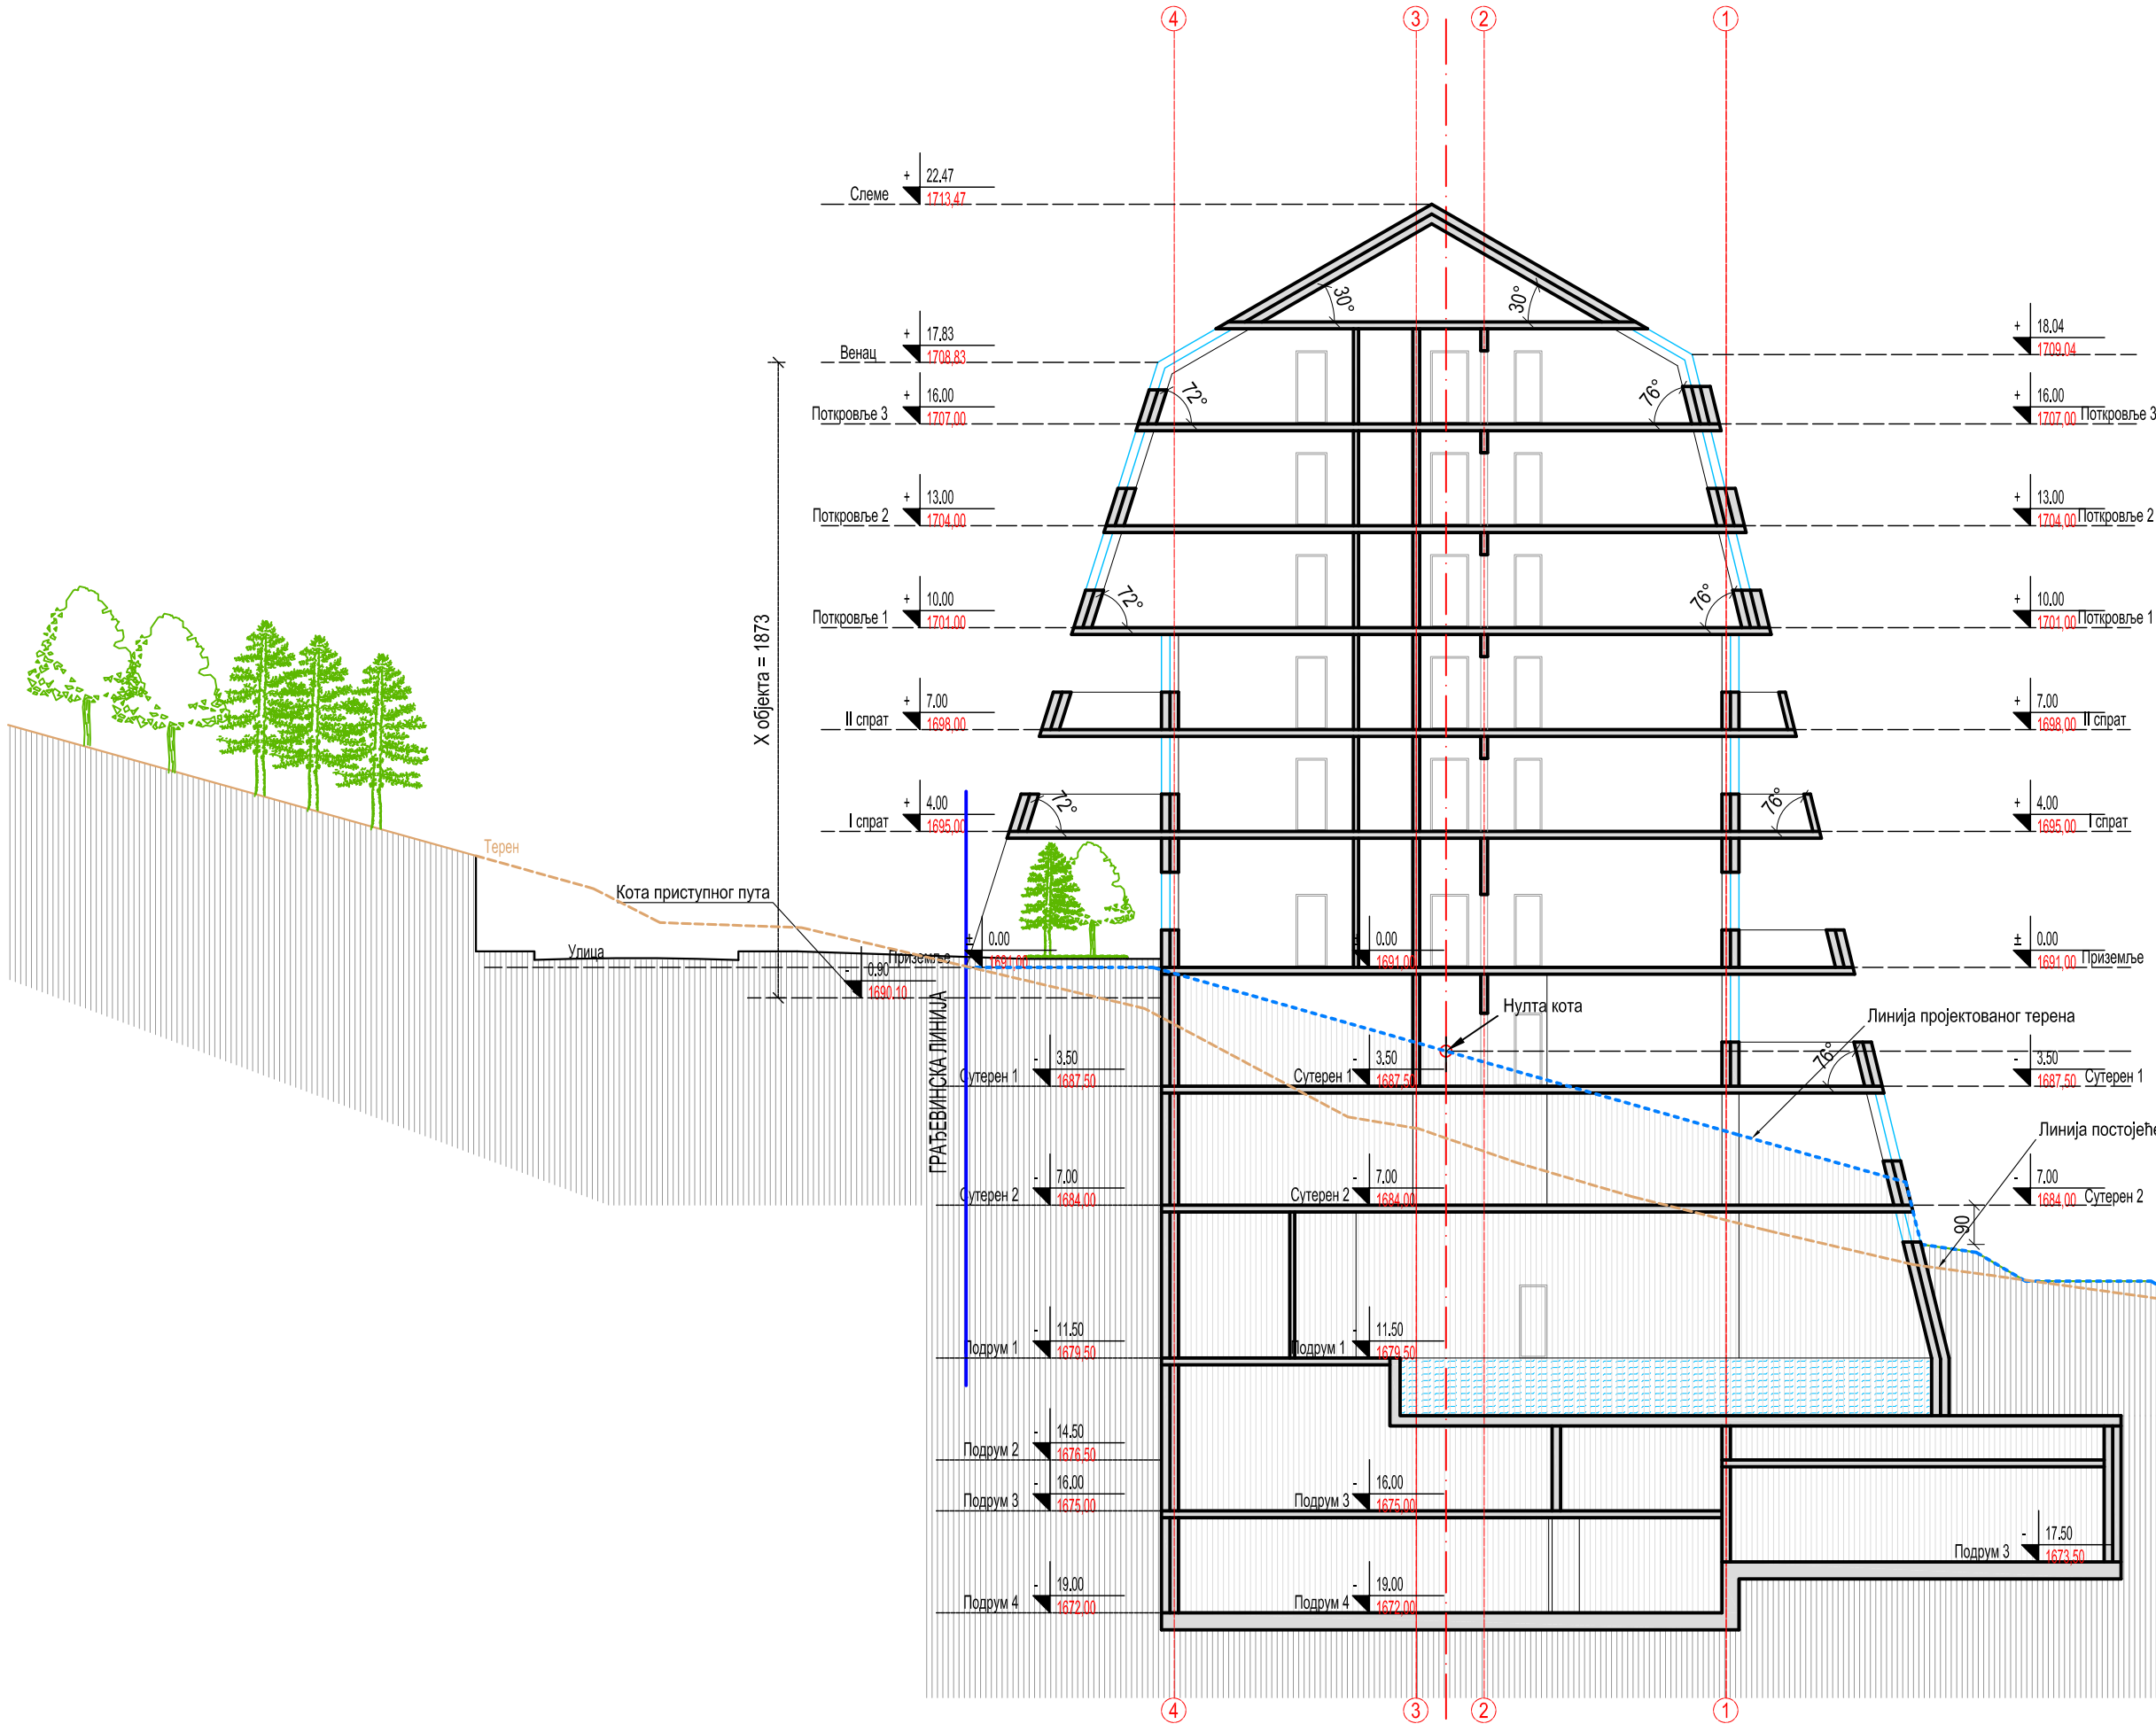 4 3 2 1
+ 22.47
Слеме 1713,47
+ 17.83
Венац 1708,83
+ 16.00
Поткровље 3 1707,00
+ 13.00
Поткровље 2 1704,00
+ 10.00
Поткровље 1 1701,00
+ 7.00
II спрат 1698,00
+ 4.00
I спрат 1695,00
X објекта = 1873
30° 30°
72° 76°
72° 76°
72° 76°
76°
+ 18.04
1709.04
+ 16.00
1707,00 Поткровље 3
+ 13.00
1704,00 Поткровље 2
+ 10.00
1701,00 Поткровље 1
+ 7.00
1698,00 II спрат
+ 4.00
1695,00 I спрат
± 0.00
1691,00 Приземље
- 3.50
1687,50 Сутерен 1
- 7.00
1684,00 Сутерен 2
90
Терен
Кота приступног пута
Улица
- 0.90
1690.10
± 0.00
Приземље 1691,00
± 0.00
1691,00
ГРАЂЕВИНСКА ЛИНИЈА
Нулта кота
Линија пројектованог терена
Линија постојеће
- 3.50
Сутерен 1 1687,50
- 3.50
Сутерен 1 1687,50
- 7.00
Сутерен 2 1684,00
- 7.00
Сутерен 2 1684,00
- 11.50
Подрум 1 1679,50
- 11.50
Подрум 1 1679,50
- 14.50
Подрум 2 1676,50
- 16.00
Подрум 3 1675,00
- 16.00
Подрум 3 1675,00
- 17.50
Подрум 3 1673,50
- 19.00
Подрум 4 1672,00
- 19.00
Подрум 4 1672,00
4 3 2 1